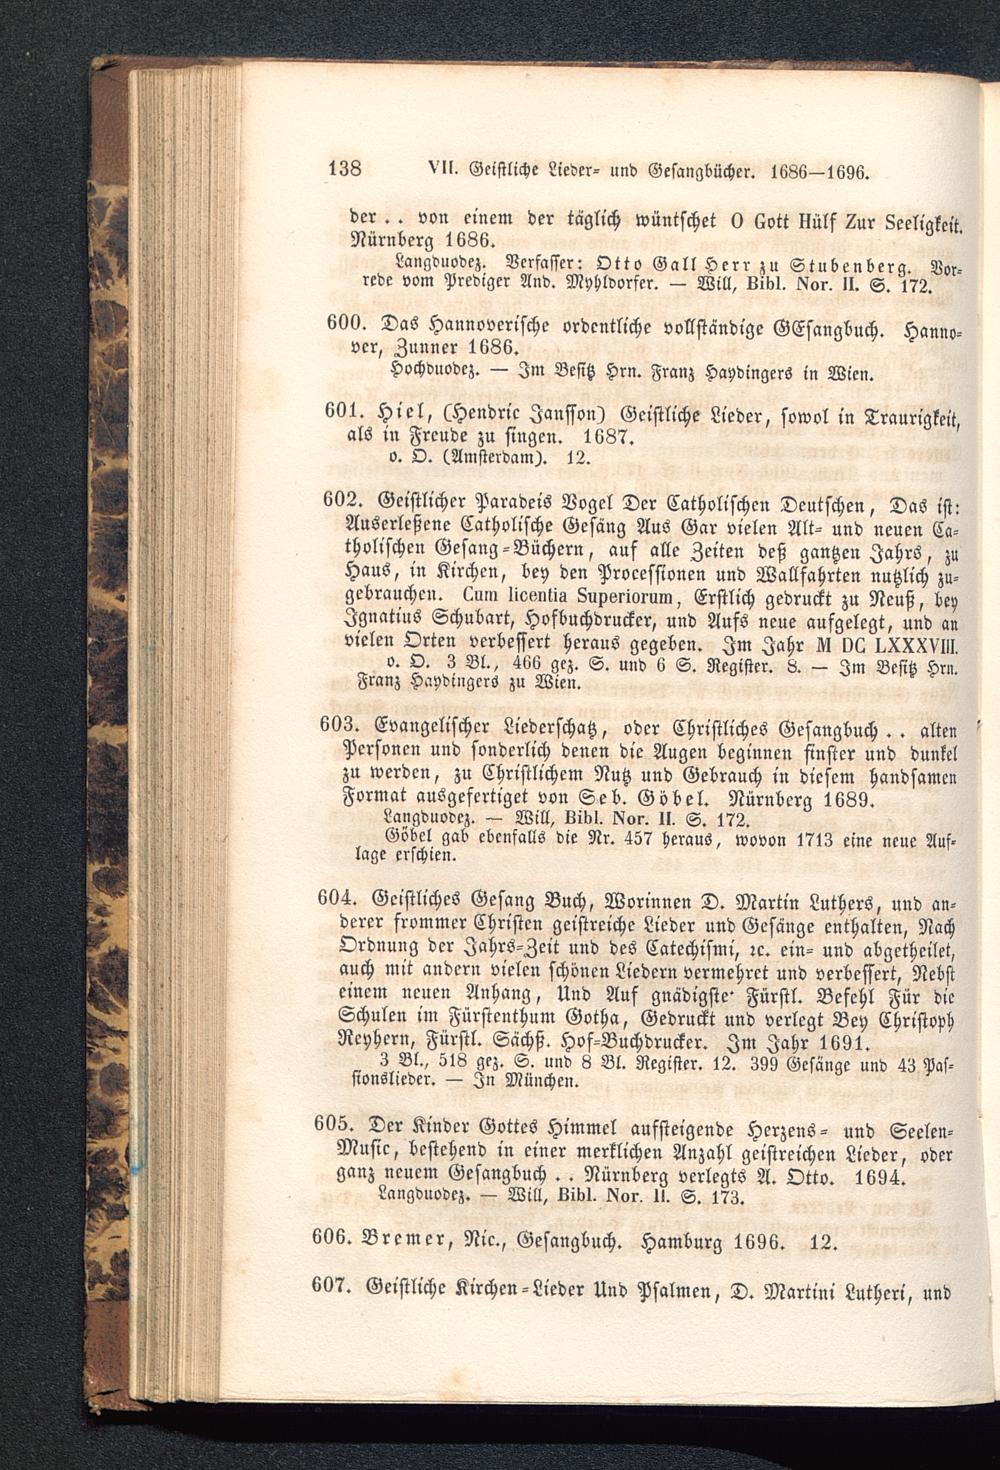 138 VII. Geistliche Lieder- und Gesangbücher. 1686—1696.
der . . von einem der täglich wüntschet O Gott Hülf Zur Seeligkeit.
Nürnberg 1686.
Langduodez. Verfasser: Otto Gall Herr zu Stubenberg. Vor-
rede vom Prediger And. Myhldorfer. — Will, Bibl. Nor. II. S. 172.
600. Das Hannoverische ordentliche vollständige GEsangbuch. Hanno-
ver, Zunner 1686.
Hochduodez. — Im Besitz Hrn. Franz Haydingers in Wien.
601. Hiel, (Hendric Jansson) Geistliche Lieder, sowol in Traurigkeit,
als in Freude zu singen. 1687.
o. O. (Amsterdam). 12.
602. Geistlicher Paradeis Vogel Der Catholischen Deutschen, Das ist:
Auserleßene Catholische Gesäng Aus Gar vielen Alt- und neuen Ca-
tholischen Gesang-Büchern, auf alle Zeiten deß gantzen Jahrs, zu
Haus, in Kirchen, bey den Processionen und Wallfahrten nutzlich zu-
gebrauchen. Cum licentia Superiorum, Erstlich gedruckt zu Neuß, bey
Ignatius Schubart, Hofbuchdrucker, und Aufs neue aufgelegt, und an
vielen Orten verbessert heraus gegeben. Im Jahr M DC LXXXVIII.
o. O. 3 Bl., 466 gez. S. und 6 S. Register. 8. — Im Besitz Hrn.
Franz Haydingers zu Wien.
603. Evangelischer Liederschatz, oder Christliches Gesangbuch . . alten
Personen und sonderlich denen die Augen beginnen finster und dunkel
zu werden, zu Christlichem Nutz und Gebrauch in diesem handsamen
Format ausgefertiget von Seb. Göbel. Nürnberg 1689.
Langduodez. — Will, Bibl. Nor. II. S. 172.
Göbel gab ebenfalls die Nr. 457 heraus, wovon 1713 eine neue Auf-
lage erschien.
604. Geistliches Gesang Buch, Worinnen D. Martin Luthers, und an-
derer frommer Christen geistreiche Lieder und Gesänge enthalten, Nach
Ordnung der Jahrs-Zeit und des Catechismi, ꝛc. ein- und abgetheilet,
auch mit andern vielen schönen Liedern vermehret und verbessert, Nebst
einem neuen Anhang, Und Auf gnädigste Fürstl. Befehl Für die
Schulen im Fürstenthum Gotha, Gedruckt und verlegt Bey Christoph
Reyhern, Fürstl. Sächß. Hof-Buchdrucker. Im Jahr 1691.
3 Bl., 518 gez. S. und 8 Bl. Register. 12. 399 Gesänge und 43 Pas-
sionslieder. — In München.
605. Der Kinder Gottes Himmel aufsteigende Herzens- und Seelen-
Music, bestehend in einer merklichen Anzahl geistreichen Lieder, oder
ganz neuem Gesangbuch . . Nürnberg verlegts A. Otto. 1694.
Langduodez. — Will, Bibl. Nor. II. S. 173.
606. Bremer, Nic., Gesangbuch. Hamburg 1696. 12.
607. Geistliche Kirchen-Lieder Und Psalmen, D. Martini Lutheri, und